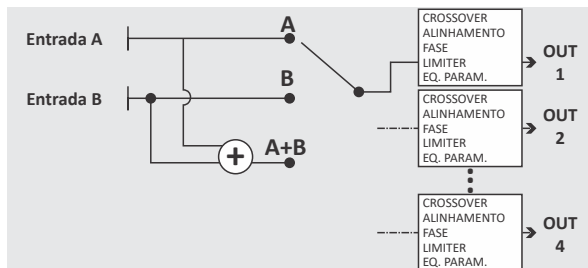 Entrada A
Entrada B
A
B
A+B
+
CROSSOVER
ALINHAMENTO
FASE
LIMITER
EQ. PARAM.
OUT
1
CROSSOVER
ALINHAMENTO
FASE
LIMITER
EQ. PARAM.
OUT
2
CROSSOVER
ALINHAMENTO
FASE
LIMITER
EQ. PARAM.
OUT
4